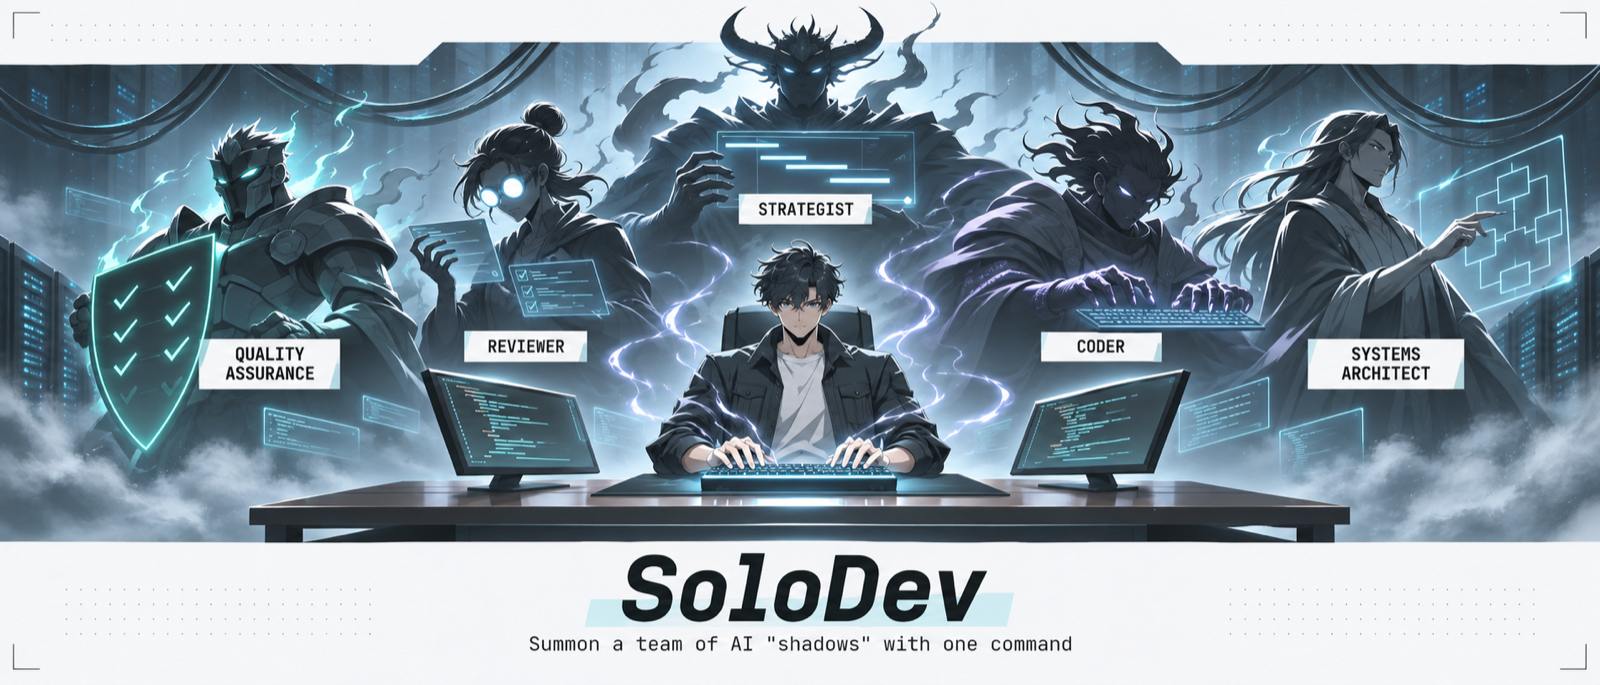 STRATEGIST
QUALITY
ASSURANCE
REVIEWER
CODER
SYSTEMS
ARCHITECT
SoloDev
Summon a team of AI "shadows" with one command